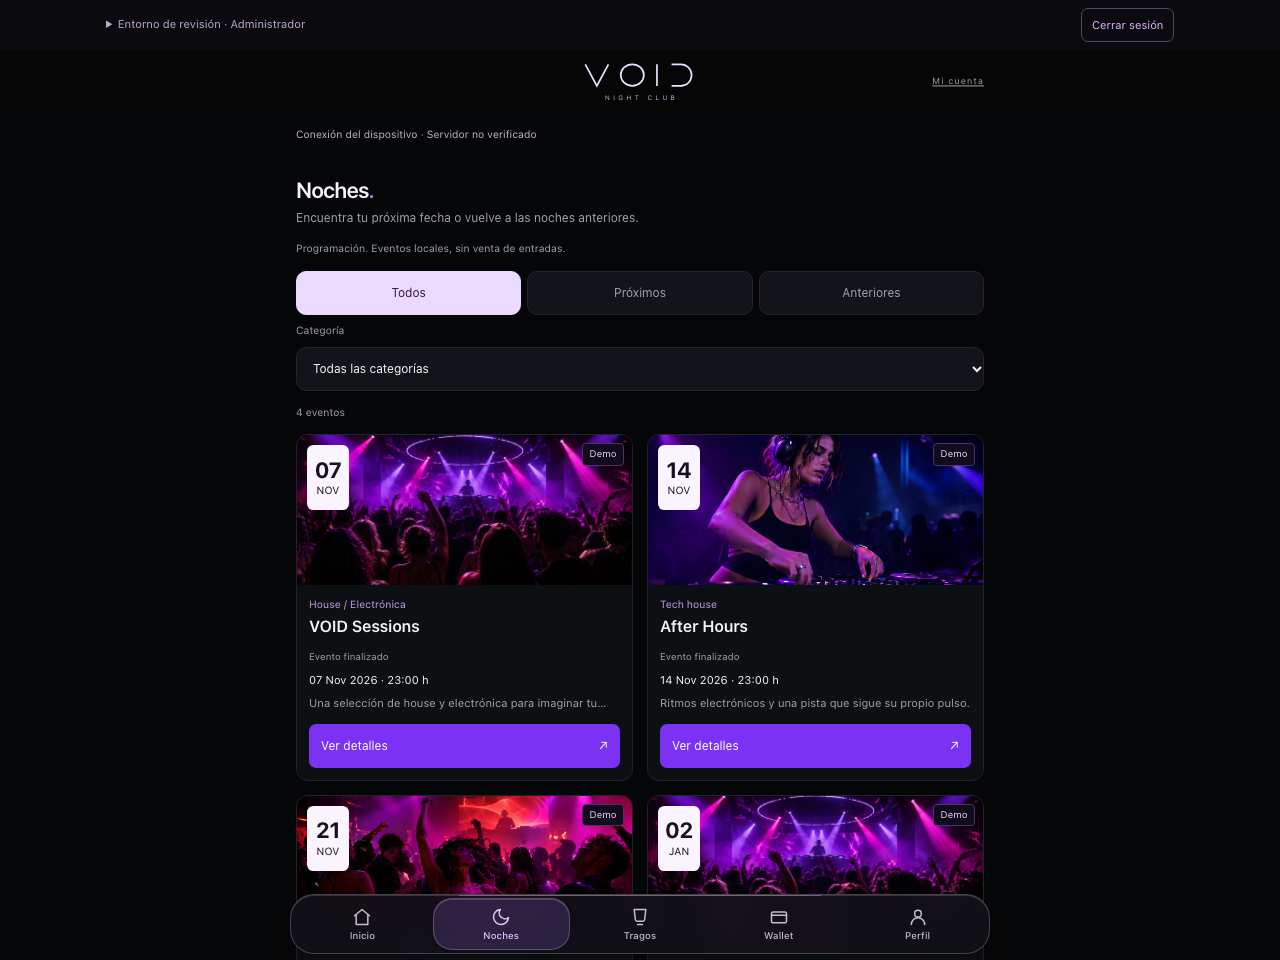 Entorno de revisión · Administrador
Cerrar sesión
VOID
NIGHT CLUB
Mi cuenta
Conexión del dispositivo · Servidor no verificado
Noches.
Encuentra tu próxima fecha o vuelve a las noches anteriores.
Programación. Eventos locales, sin venta de entradas.
Todos
Próximos
Anteriores
Categoría
Todas las categorías
4 eventos
07
NOV
Demo
House / Electrónica
VOID Sessions
Evento finalizado
07 Nov 2026 · 23:00 h
Una selección de house y electrónica para imaginar tu...
Ver detalles
14
NOV
Demo
Tech house
After Hours
Evento finalizado
14 Nov 2026 · 23:00 h
Ritmos electrónicos y una pista que sigue su propio pulso.
Ver detalles
21
NOV
Demo
02
JAN
Demo
Inicio
Noches
Tragos
Wallet
Perfil